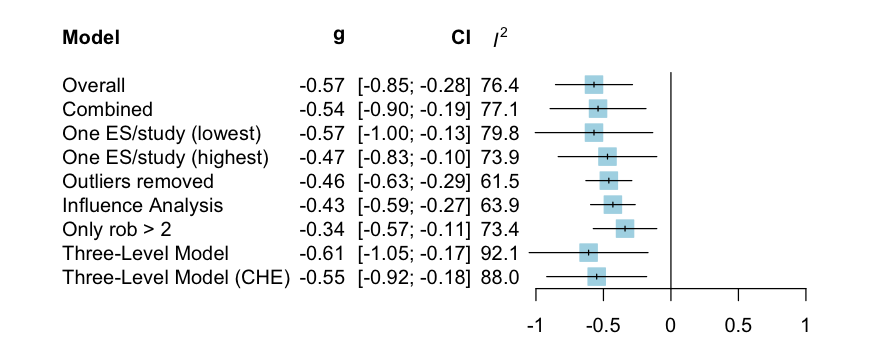 Model g CI I²
Overall -0.57 [-0.85; -0.28] 76.4
Combined -0.54 [-0.90; -0.19] 77.1
One ES/study (lowest) -0.57 [-1.00; -0.13] 79.8
One ES/study (highest) -0.47 [-0.83; -0.10] 73.9
Outliers removed -0.46 [-0.63; -0.29] 61.5
Influence Analysis -0.43 [-0.59; -0.27] 63.9
Only rob > 2 -0.34 [-0.57; -0.11] 73.4
Three-Level Model -0.61 [-1.05; -0.17] 92.1
Three-Level Model (CHE) -0.55 [-0.92; -0.18] 88.0
-1 -0.5 0 0.5 1